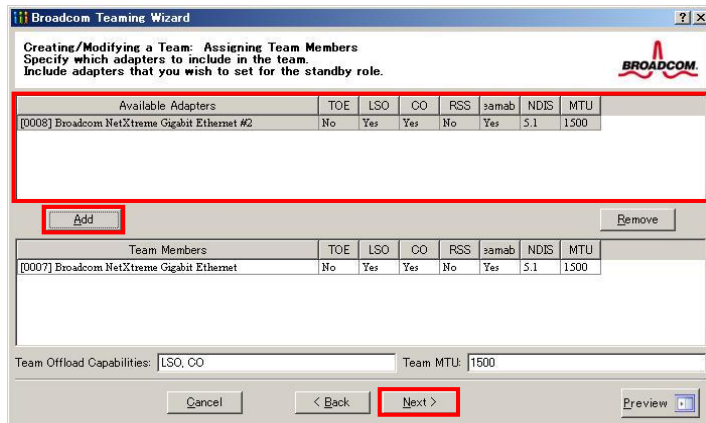 Broadcom Teaming Wizard
Creating/Modifying a Team: Assigning Team Members
Specify which adapters to include in the team.
Include adapters that you wish to set for the standby role.
BROADCOM.
Available Adapters TOE LSO CO RSS eamab NDIS MTU
[0008] Broadcom NetXtreme Gigabit Ethernet #2 No Yes Yes No Yes 5.1 1500
Add Remove
Team Members TOE LSO CO RSS eamab NDIS MTU
[0007] Broadcom NetXtreme Gigabit Ethernet No Yes Yes No Yes 5.1 1500
Team Offload Capabilities: LSO, CO Team MTU: 1500
Cancel < Back Next > Preview